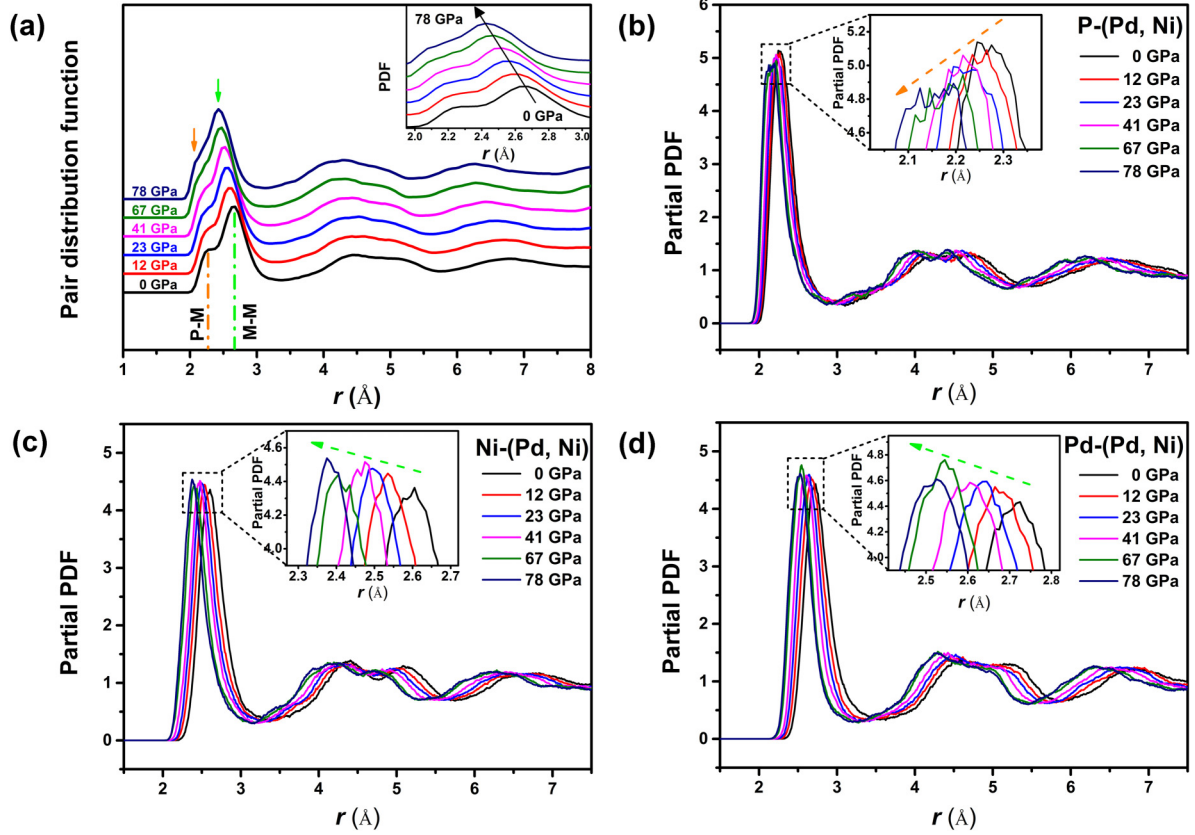 (a)
Pair distribution function
78 GPa
67 GPa
41 GPa
23 GPa
12 GPa
0 GPa
P-M
M-M
1 2 3 4 5 6 7 8
r (Å)
PDF
78 GPa
0 GPa
2.0 2.2 2.4 2.6 2.8 3.0
r (Å)
(b)
P-(Pd, Ni)
0 GPa
12 GPa
23 GPa
41 GPa
67 GPa
78 GPa
Partial PDF
6
5
4
3
2
1
0
2 3 4 5 6 7
r (Å)
Partial PDF
5.2
5.0
4.8
4.6
2.1 2.2 2.3
r (Å)
(c)
Ni-(Pd, Ni)
0 GPa
12 GPa
23 GPa
41 GPa
67 GPa
78 GPa
Partial PDF
5
4
3
2
1
0
2 3 4 5 6 7
r (Å)
Partial PDF
4.6
4.4
4.2
4.0
2.3 2.4 2.5 2.6 2.7
r (Å)
(d)
Pd-(Pd, Ni)
0 GPa
12 GPa
23 GPa
41 GPa
67 GPa
78 GPa
Partial PDF
5
4
3
2
1
0
2 3 4 5 6 7
r (Å)
Partial PDF
4.8
4.6
4.4
4.2
4.0
2.5 2.6 2.7 2.8
r (Å)